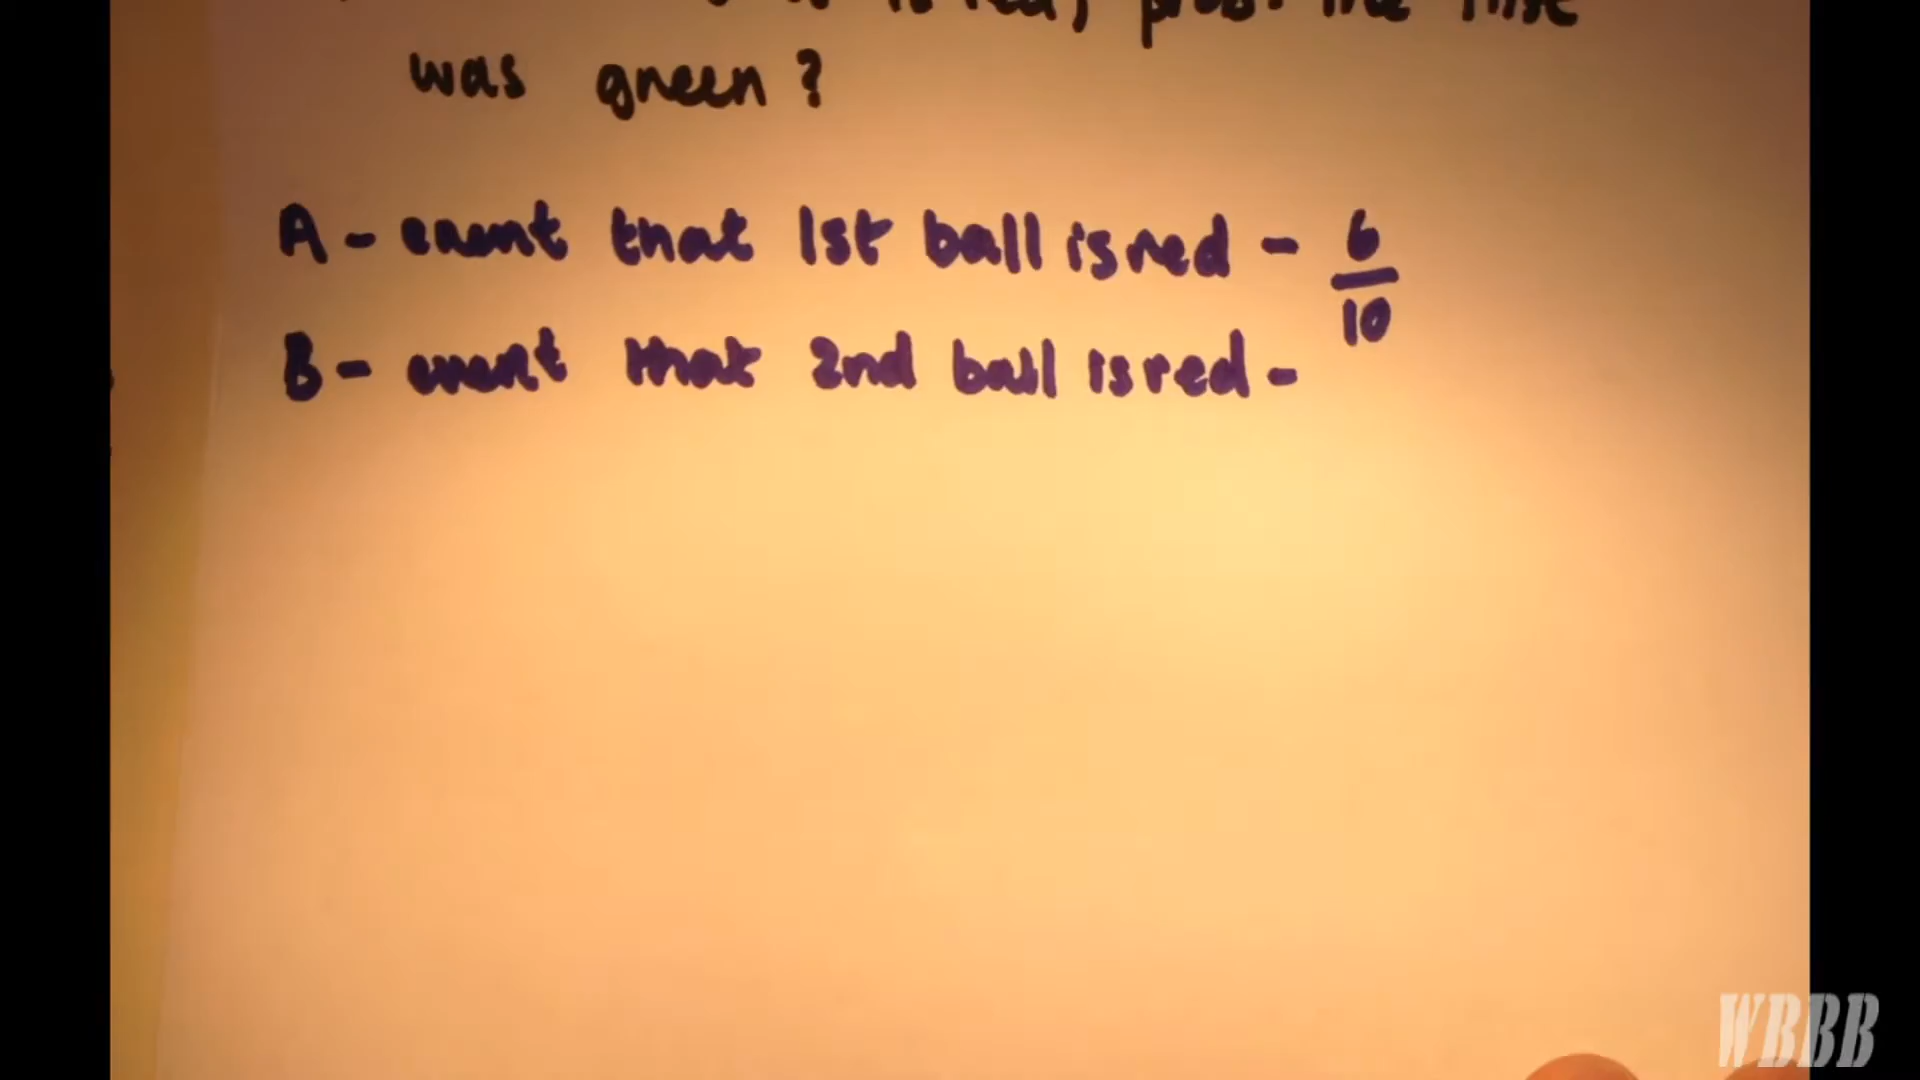 was green?
A - event that 1st ball is red - 6/10
B - event that 2nd ball is red -
WBBB